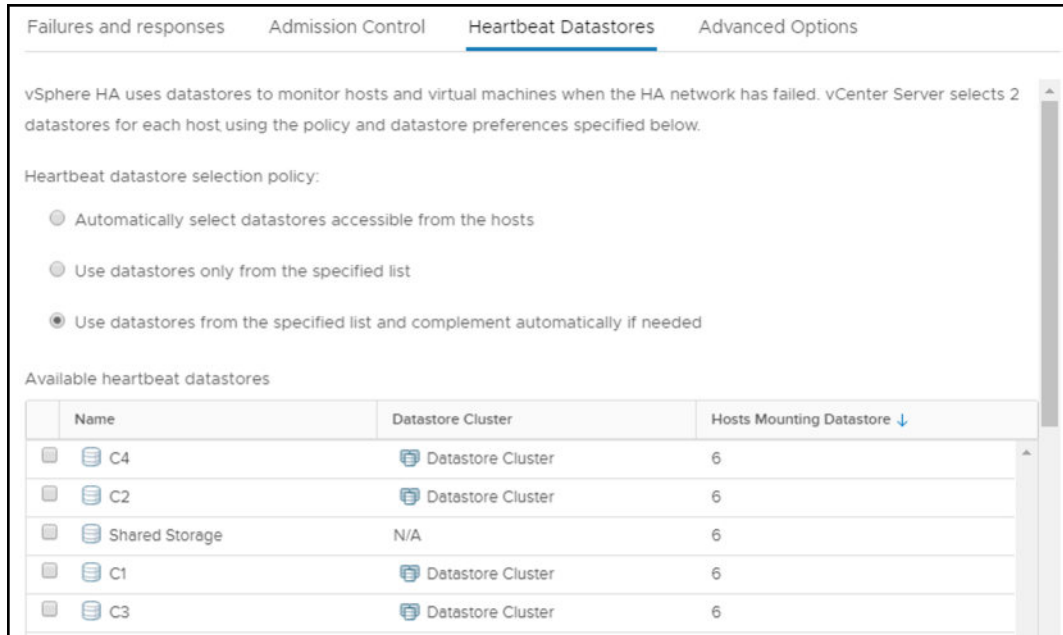 Failures and responses Admission Control Heartbeat Datastores Advanced Options
vSphere HA uses datastores to monitor hosts and virtual machines when the HA network has failed. vCenter Server selects 2
datastores for each host using the policy and datastore preferences specified below.
Heartbeat datastore selection policy:
Automatically select datastores accessible from the hosts
Use datastores only from the specified list
Use datastores from the specified list and complement automatically if needed
Available heartbeat datastores
Name Datastore Cluster Hosts Mounting Datastore ↓
C4 Datastore Cluster 6
C2 Datastore Cluster 6
Shared Storage N/A 6
C1 Datastore Cluster 6
C3 Datastore Cluster 6